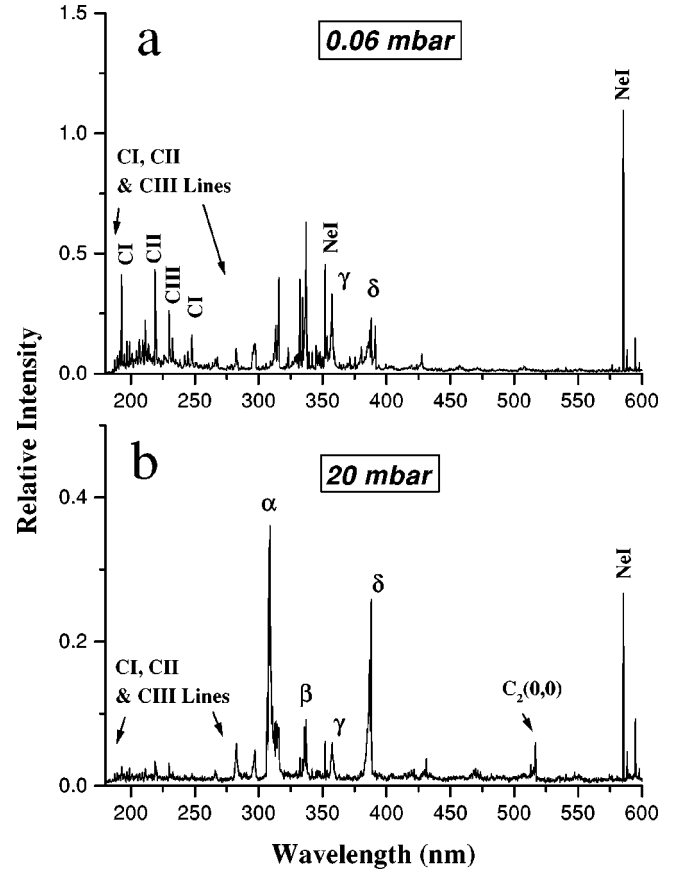 1.5
a
0.06 mbar
NeI
1.0
CI, CII
& CIII Lines
0.5
CI
CII
CIII
CI
NeI
γ
δ
0.0
200 250 300 350 400 450 500 550 600
b
20 mbar
0.4
α
δ
NeI
0.2
CI, CII
& CIII Lines
β
γ
C₂(0,0)
0.0
200 250 300 350 400 450 500 550 600
Relative Intensity
Wavelength (nm)